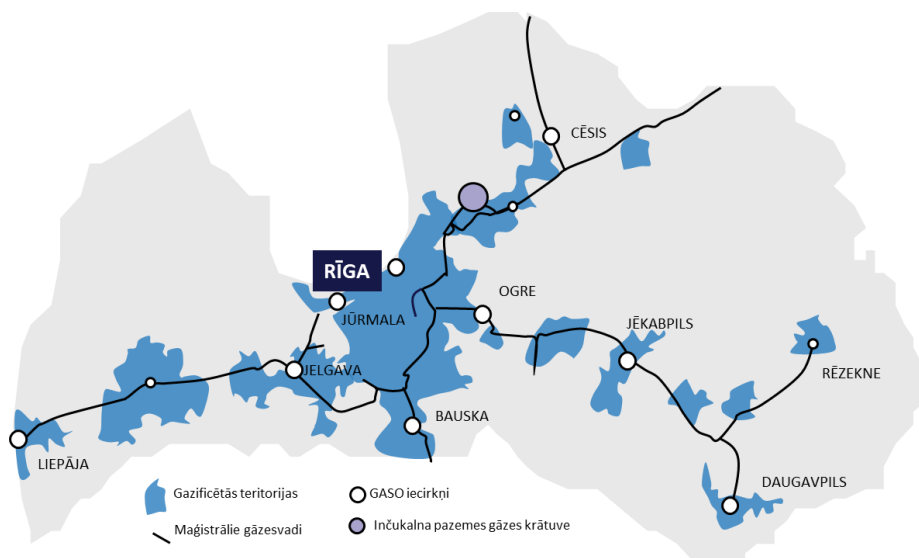 CĒSIS
RĪGA
OGRE
JŪRMALA
JĒKABPILS
JELGAVA
RĒZEKNE
BAUSKA
LIEPĀJA
DAUGAVPILS
Gazificētās teritorijas
GASO iecirkņi
Maģistrālie gāzesvadi
Inčukalna pazemes gāzes krātuve